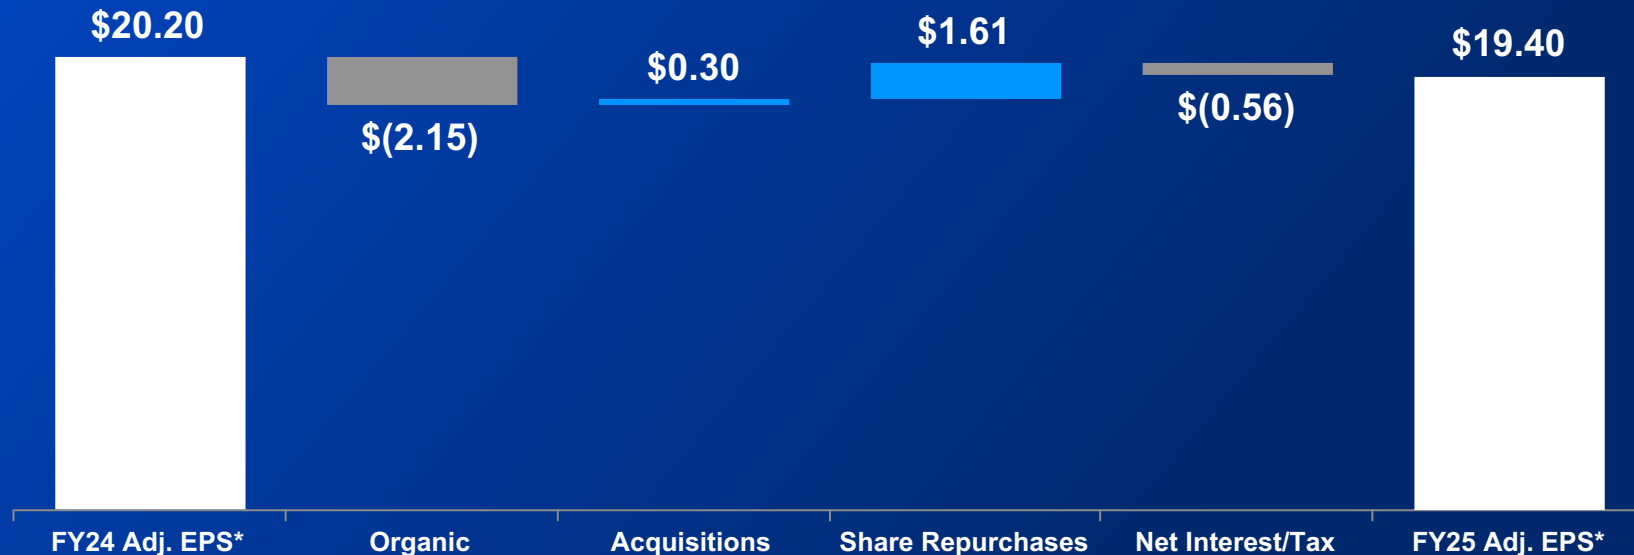 $20.20
$(2.15)
$0.30
$1.61
$(0.56)
$19.40
FY24 Adj. EPS*
Organic
Acquisitions
Share Repurchases
Net Interest/Tax
FY25 Adj. EPS*